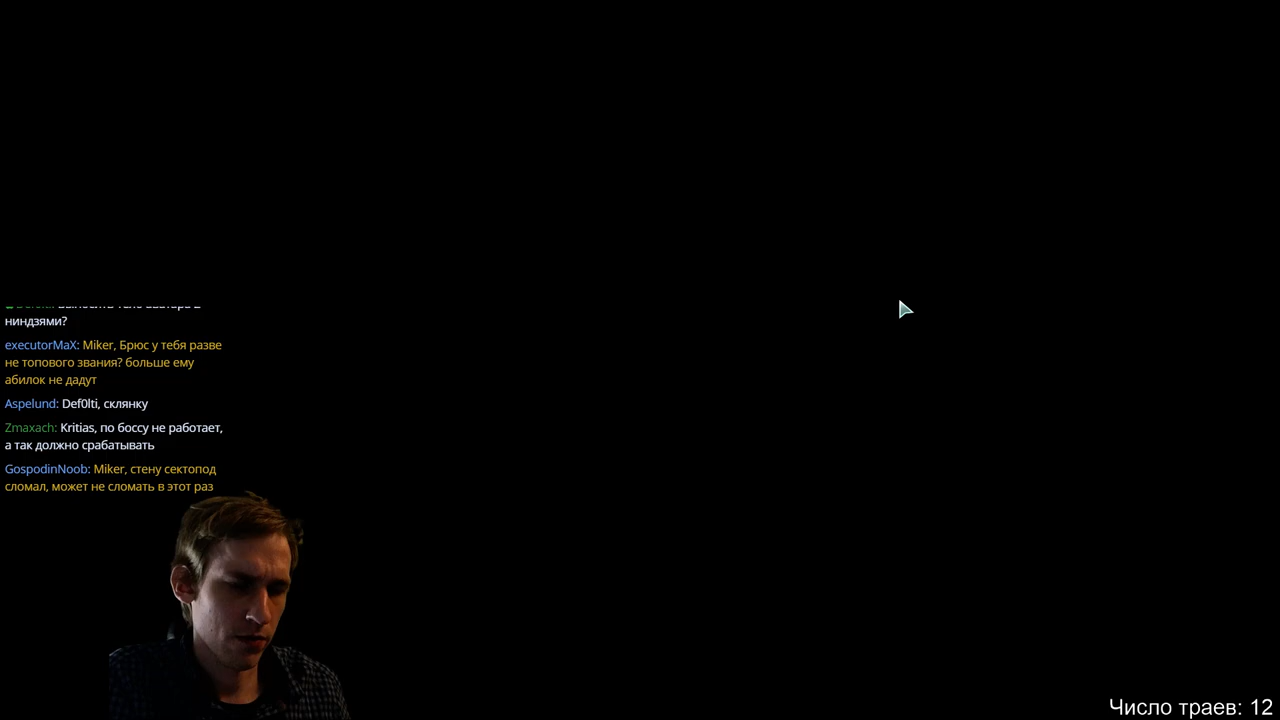 ниндзями?
executorMaX: Miker, Брюс у тебя разве
не топового звания? больше ему
абилок не дадут
Aspelund: Def0lti, склянку
Zmaxach: Kritias, по боссу не работает,
а так должно срабатывать
GospodinNoob: Miker, стену сектопод
сломал, может не сломать в этот раз
Число траев: 12